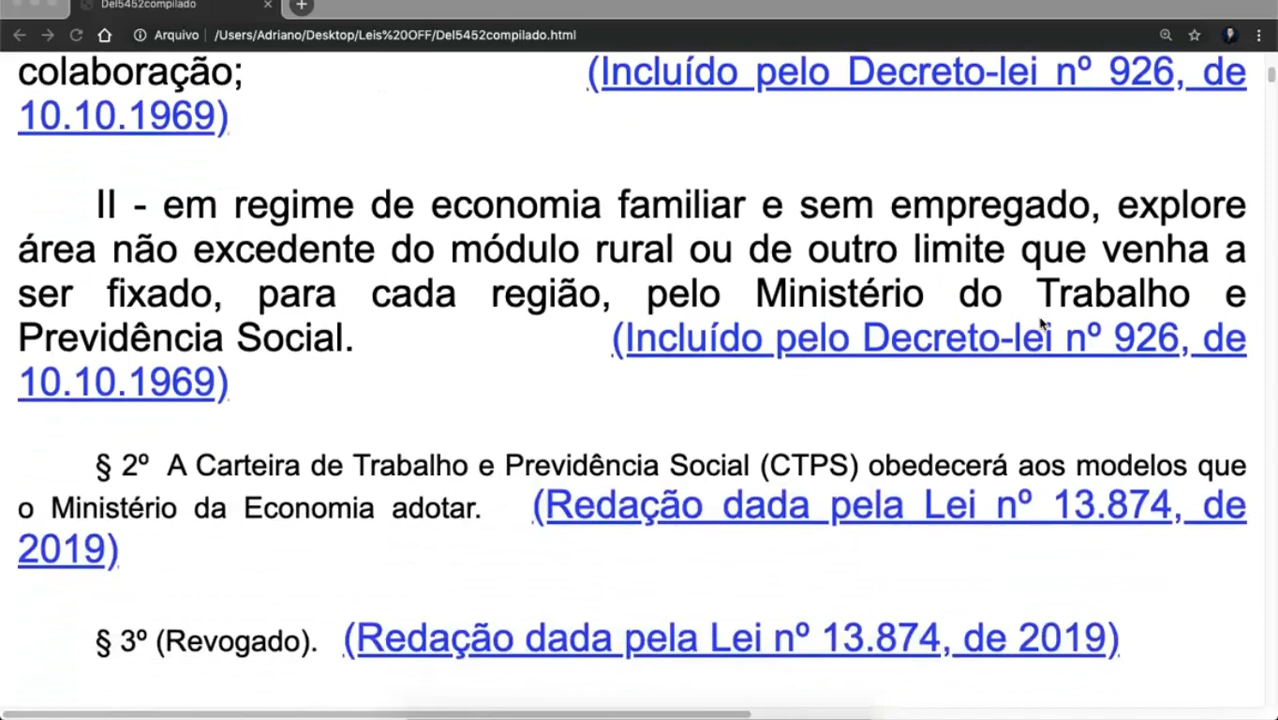 Del5452compilado
Arquivo | /Users/Adriano/Desktop/Leis%20OFF/Del5452compilado.html
colaboração; (Incluído pelo Decreto-lei nº 926, de
10.10.1969)
II - em regime de economia familiar e sem empregado, explore
área não excedente do módulo rural ou de outro limite que venha a
ser fixado, para cada região, pelo Ministério do Trabalho e
Previdência Social. (Incluído pelo Decreto-lei nº 926, de
10.10.1969)
§ 2º A Carteira de Trabalho e Previdência Social (CTPS) obedecerá aos modelos que
o Ministério da Economia adotar. (Redação dada pela Lei nº 13.874, de
2019)
§ 3º (Revogado). (Redação dada pela Lei nº 13.874, de 2019)